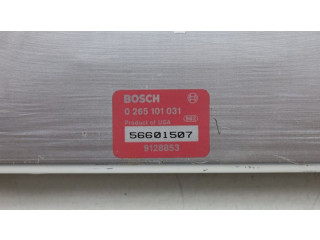 BOSCH
0 265 101 031
Product of USA
56601507
9128853